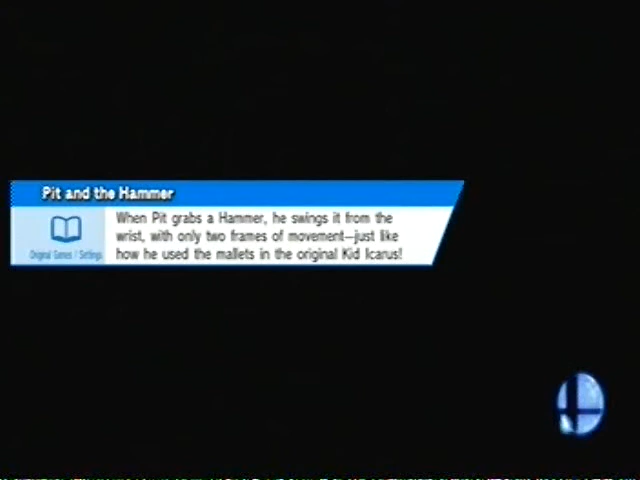 Pit and the Hammer
When Pit grabs a Hammer, he swings it from the
wrist, with only two frames of movement—just like
how he used the mallets in the original Kid Icarus!
Original Games / Settings